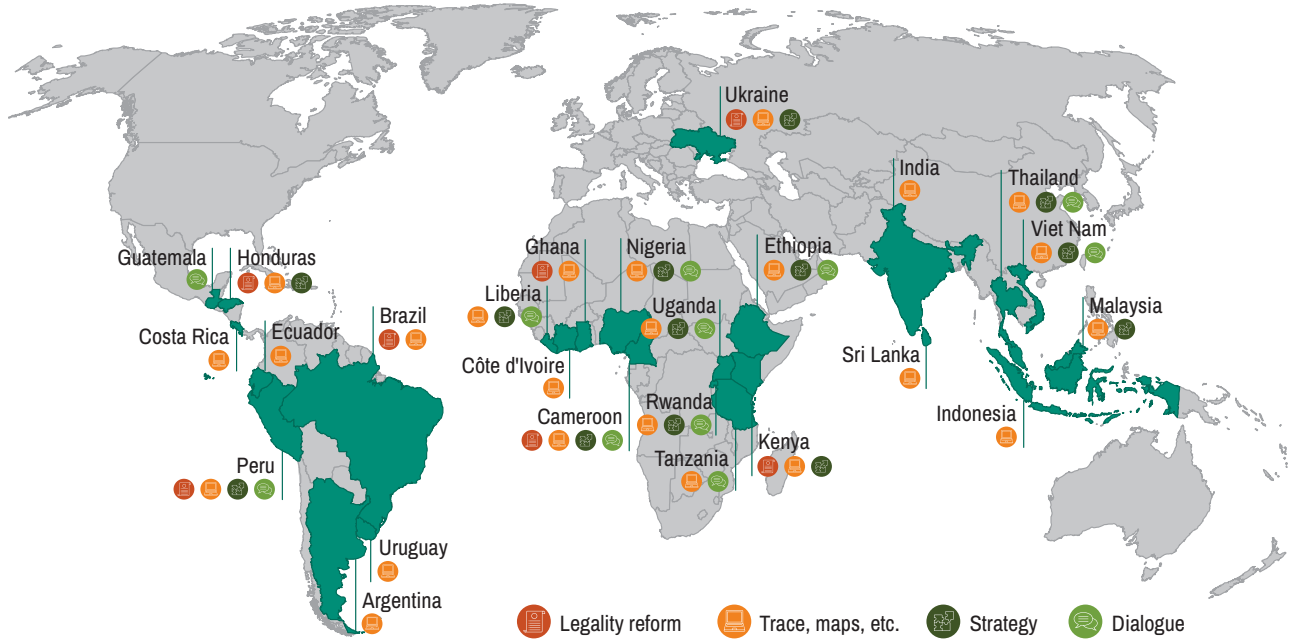 Ukraine
India
Thailand
Viet Nam
Guatemala
Honduras
Ghana
Nigeria
Ethiopia
Liberia
Uganda
Malaysia
Costa Rica
Ecuador
Brazil
Côte d'Ivoire
Sri Lanka
Cameroon
Rwanda
Indonesia
Peru
Tanzania
Kenya
Uruguay
Argentina
Legality reform
Trace, maps, etc.
Strategy
Dialogue